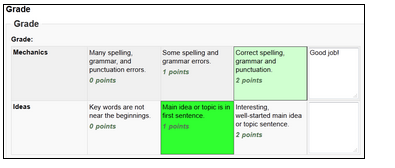 Grade
Grade
Grade:
Mechanics
Many spelling,
grammar, and
punctuation errors.
0 points
Some spelling and
grammar errors.
1 points
Correct spelling,
grammar and
punctuation.
2 points
Good job!
Ideas
Key words are not
near the beginnings.
0 points
Main idea or topic is in
first sentence.
1 points
Interesting,
well-started main idea
or topic sentence.
2 points